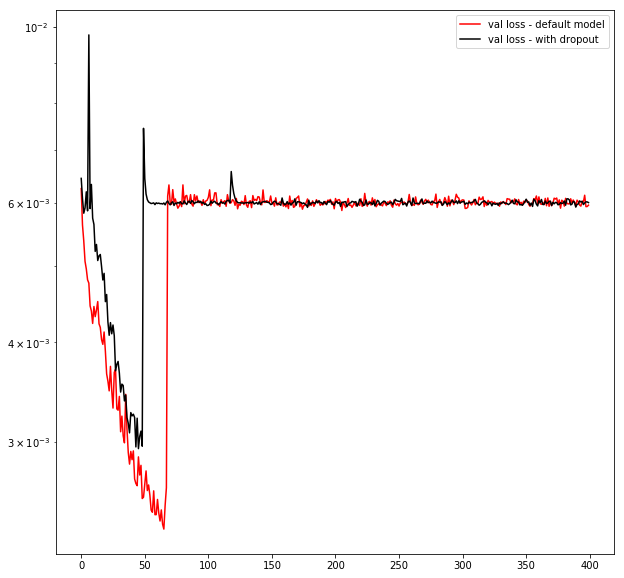 10⁻²
val loss - default model
val loss - with dropout
6 × 10⁻³
4 × 10⁻³
3 × 10⁻³
0 50 100 150 200 250 300 350 400